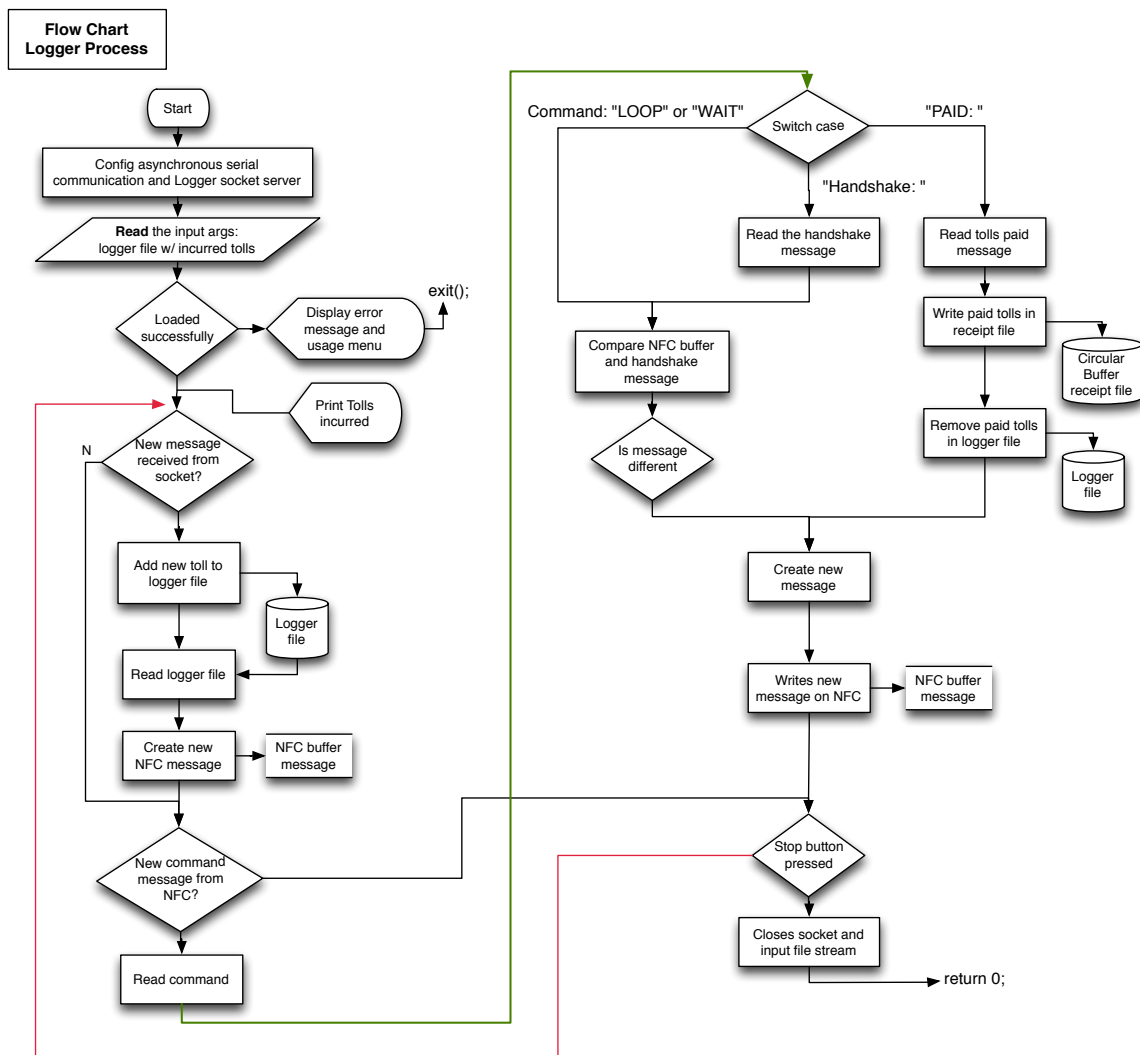 Flow Chart
Logger Process
Start
Config asynchronous serial
communication and Logger socket server
Read the input args:
logger file w/ incurred tolls
Loaded
successfully
Display error
message and
usage menu
exit();
Print Tolls
incurred
N
New message
received from
socket?
Add new toll to
logger file
Logger
file
Read logger file
Create new
NFC message
NFC buffer
message
New command
message from
NFC?
Read command
Switch case
Command: "LOOP" or "WAIT"
"PAID: "
"Handshake: "
Read the handshake
message
Read tolls paid
message
Write paid tolls in
receipt file
Circular
Buffer
receipt file
Compare NFC buffer
and handshake
message
Is message
different
Remove paid tolls
in logger file
Logger
file
Create new
message
Writes new
message on NFC
NFC buffer
message
Stop button
pressed
Closes socket and
input file stream
return 0;